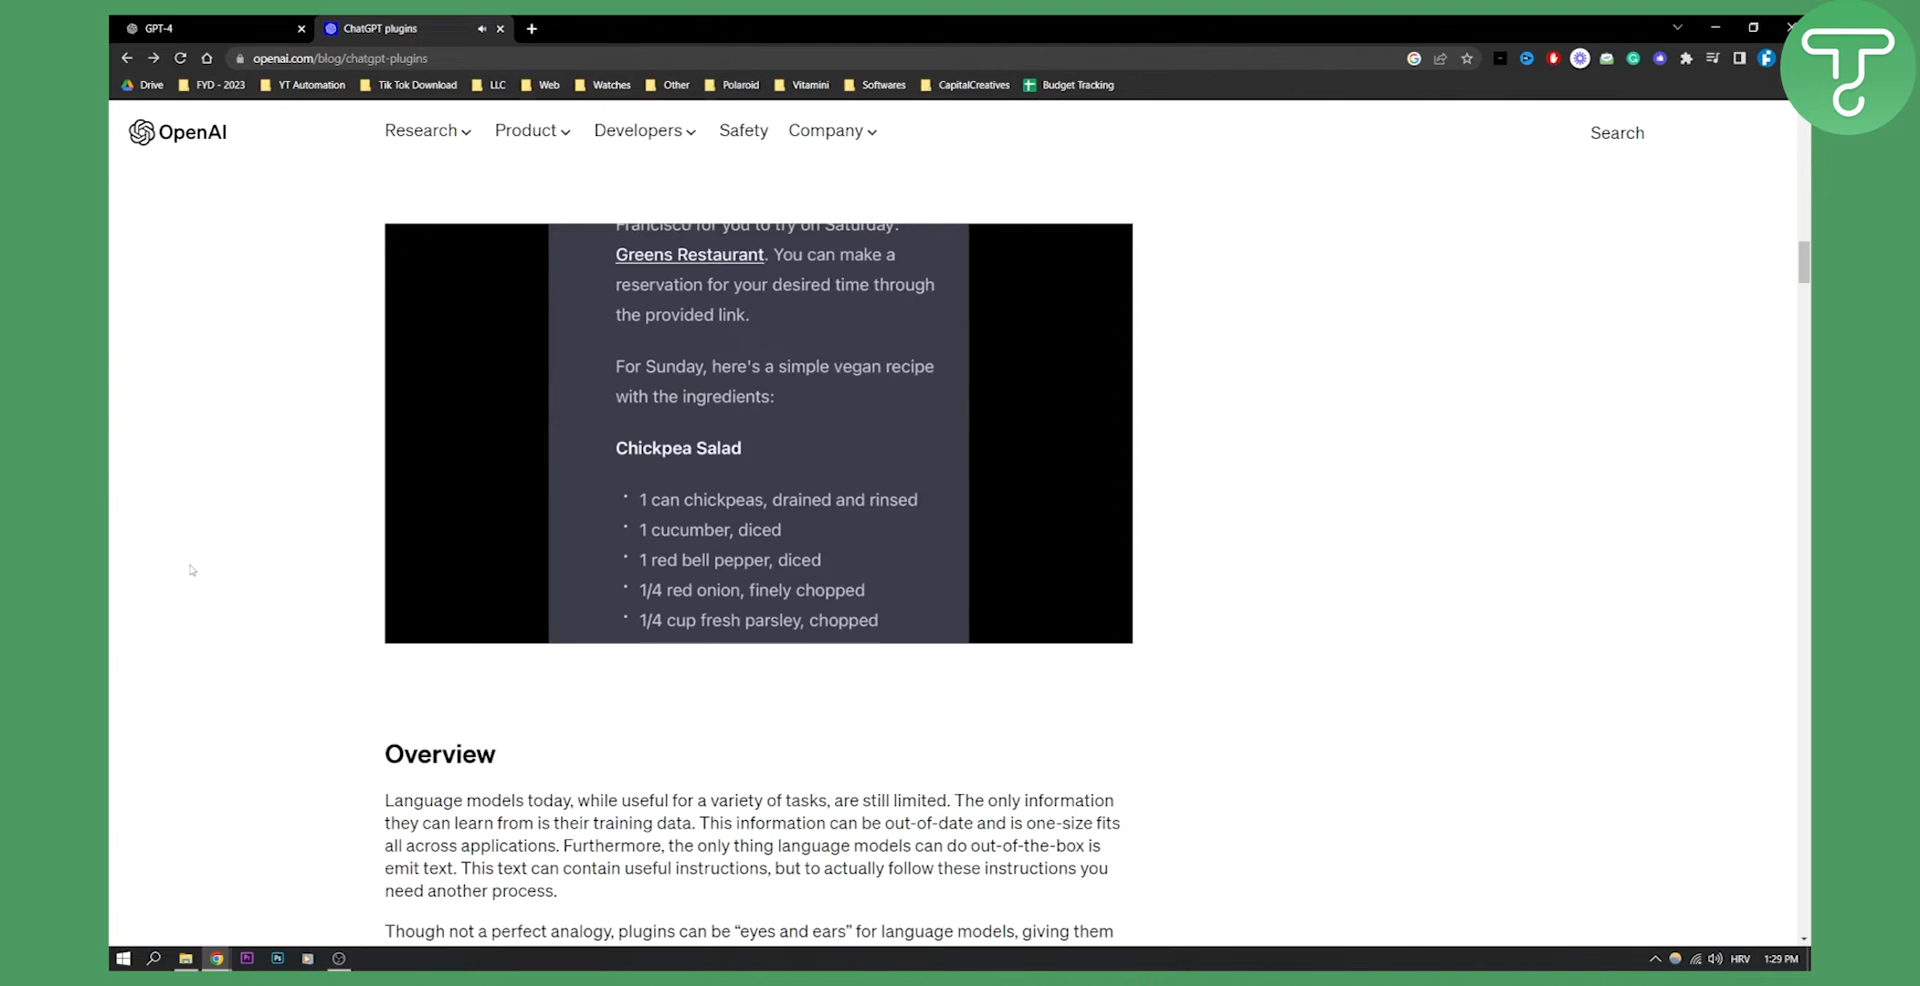 GPT-4
ChatGPT plugins
openai.com/blog/chatgpt-plugins
Drive
FYD - 2023
YT Automation
Tik Tok Download
LLC
Web
Watches
Other
Polaroid
Vitamini
Softwares
CapitalCreatives
Budget Tracking
OpenAI
Research
Product
Developers
Safety
Company
Search
Francisco for you to try on Saturday:
Greens Restaurant. You can make a
reservation for your desired time through
the provided link.
For Sunday, here's a simple vegan recipe
with the ingredients:
Chickpea Salad
• 1 can chickpeas, drained and rinsed
• 1 cucumber, diced
• 1 red bell pepper, diced
• 1/4 red onion, finely chopped
• 1/4 cup fresh parsley, chopped
Overview
Language models today, while useful for a variety of tasks, are still limited. The only information
they can learn from is their training data. This information can be out-of-date and is one-size fits
all across applications. Furthermore, the only thing language models can do out-of-the-box is
emit text. This text can contain useful instructions, but to actually follow these instructions you
need another process.
Though not a perfect analogy, plugins can be “eyes and ears” for language models, giving them
Pr
Ps
HRV
1:29 PM